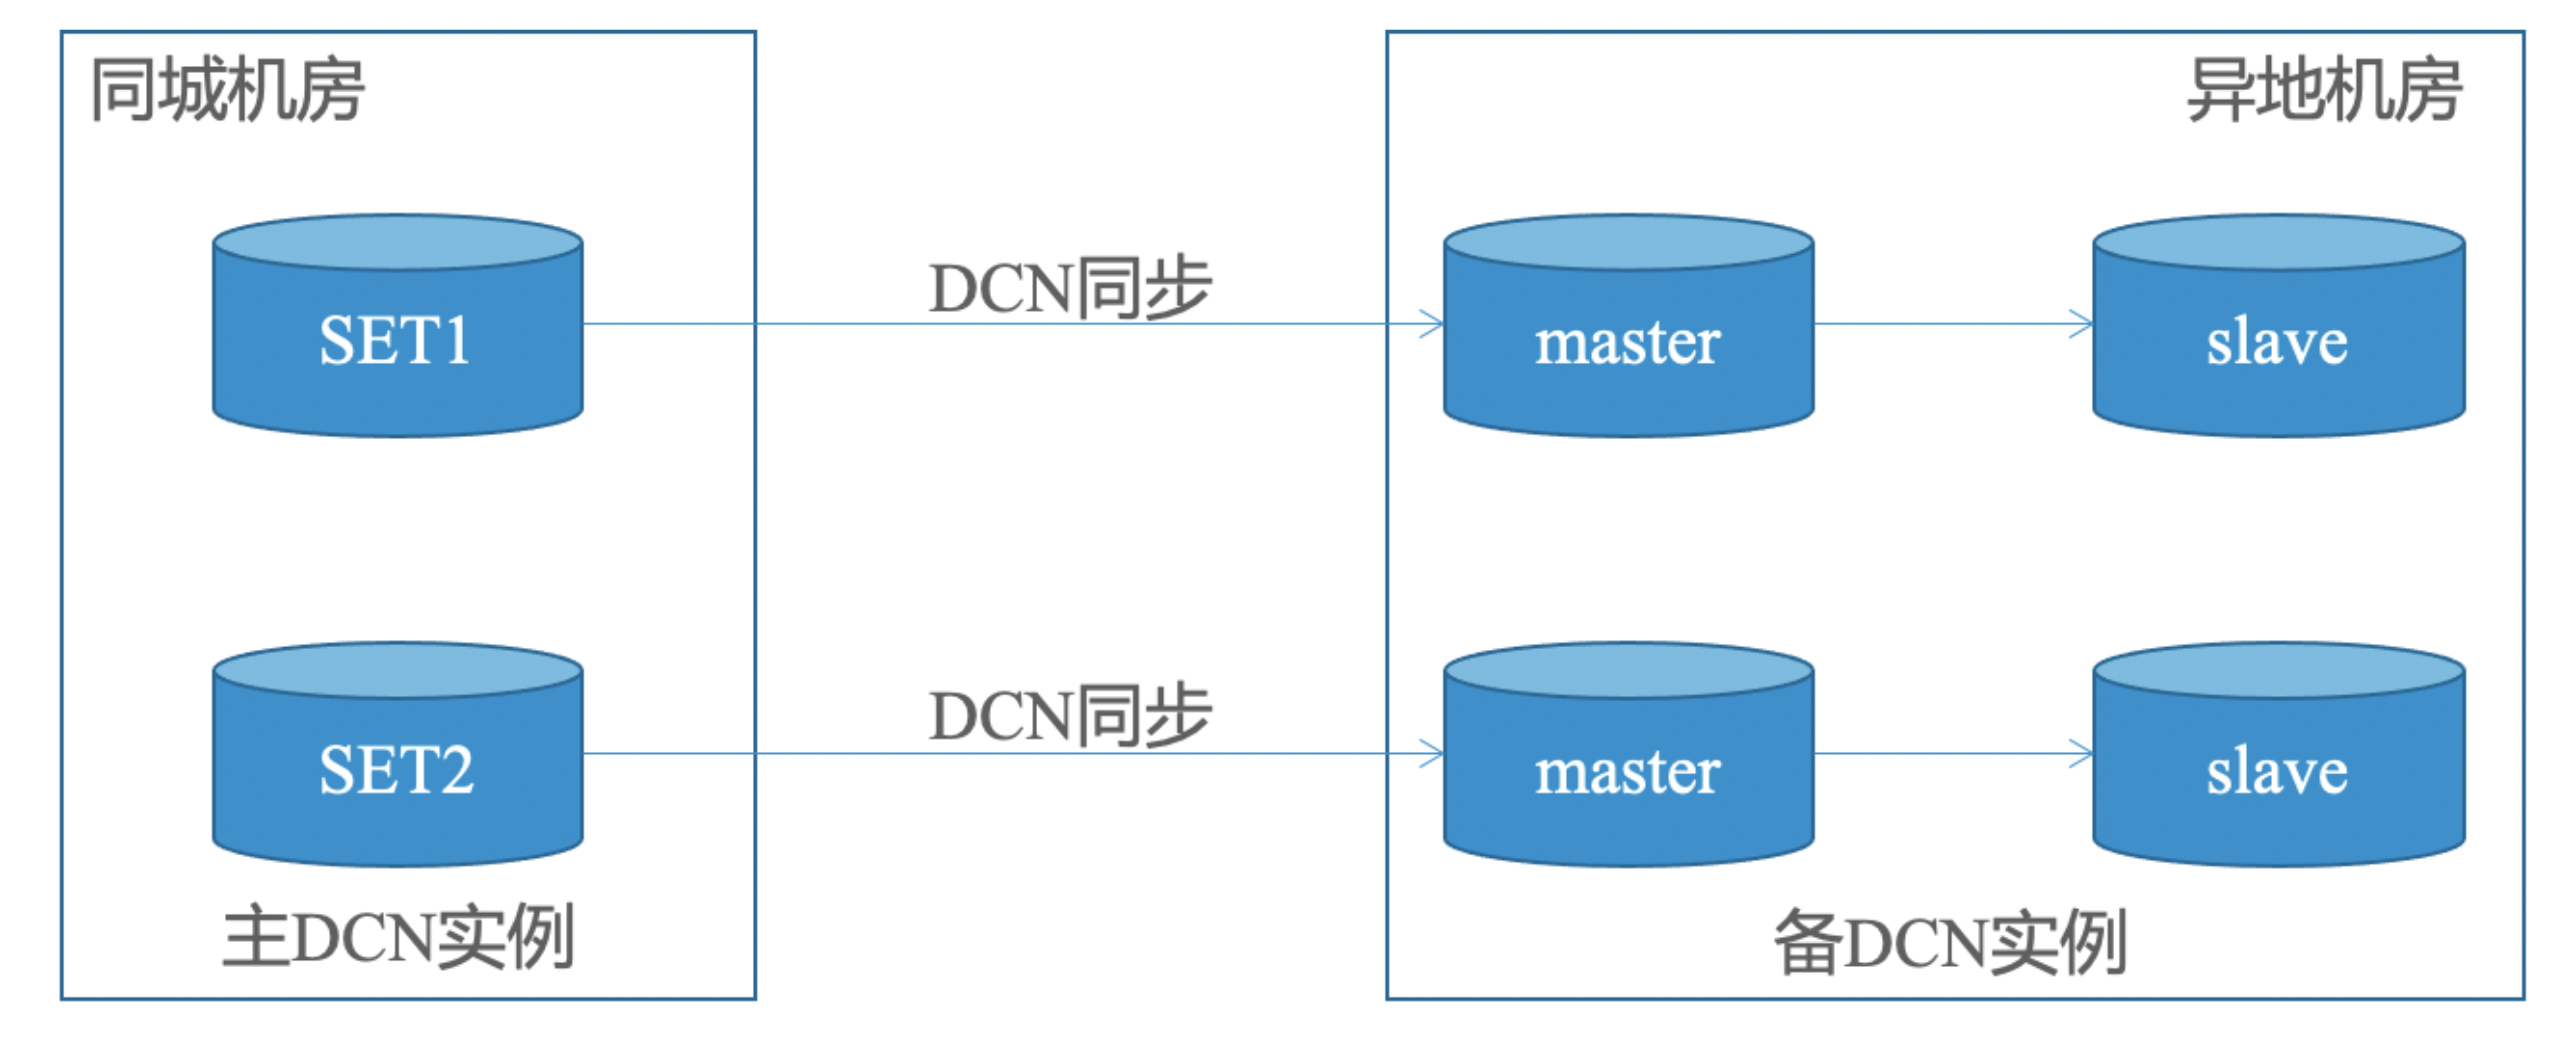 同城机房
异地机房
SET1
DCN同步
master
slave
SET2
DCN同步
master
slave
主DCN实例
备DCN实例